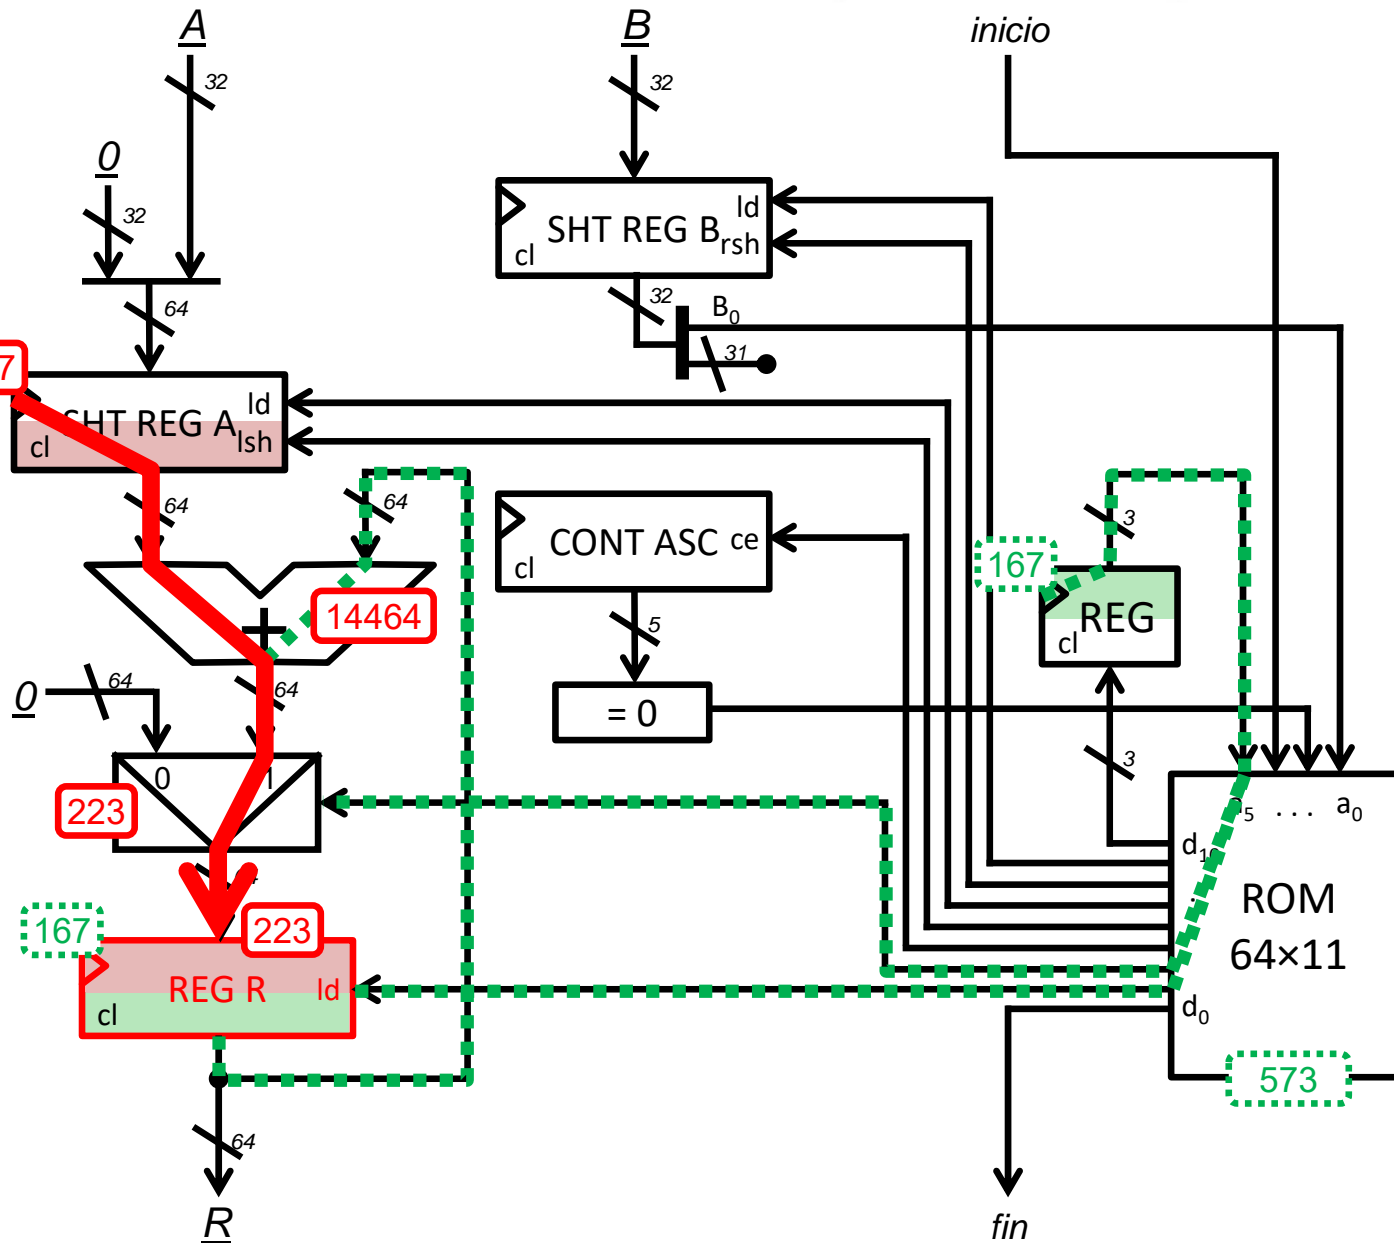 A
B
inicio
32
32
0
32
64
SHT REG B
ld
rsh
cl
32
B0
31
7
SHT REG A
ld
lsh
cl
64
64
CONT ASC
ce
cl
3
167
REG
cl
14464
+
5
64
0
64
= 0
3
0
1
223
a5 ... a0
d10
ROM
64×11
167
223
REG R
ld
cl
d0
573
64
R
fin